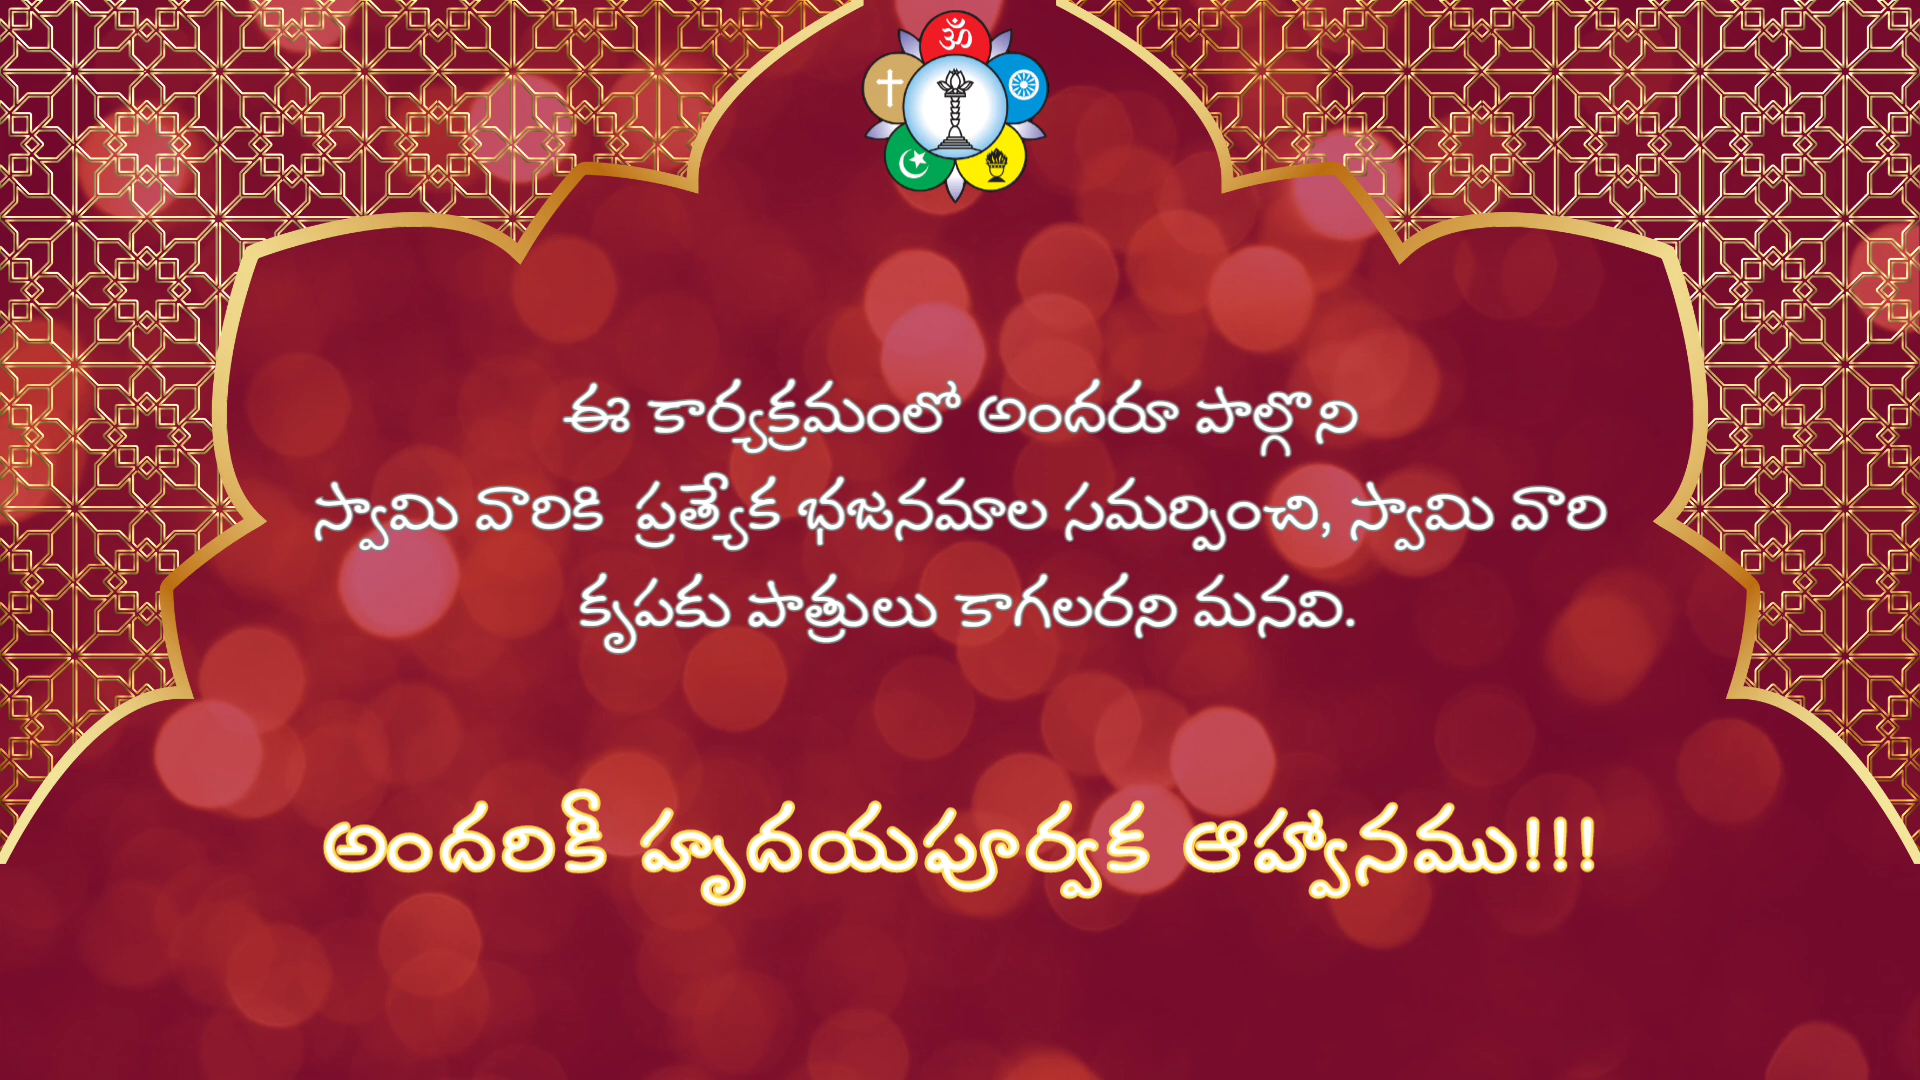 ఈ కార్యక్రమంలో అందరూ పాల్గొని
స్వామి వారికి ప్రత్యేక భజనమాల సమర్పించి, స్వామి వారి
కృపకు పాత్రులు కాగలరని మనవి.
అందరికీ హృదయపూర్వక ఆహ్వానము!!!